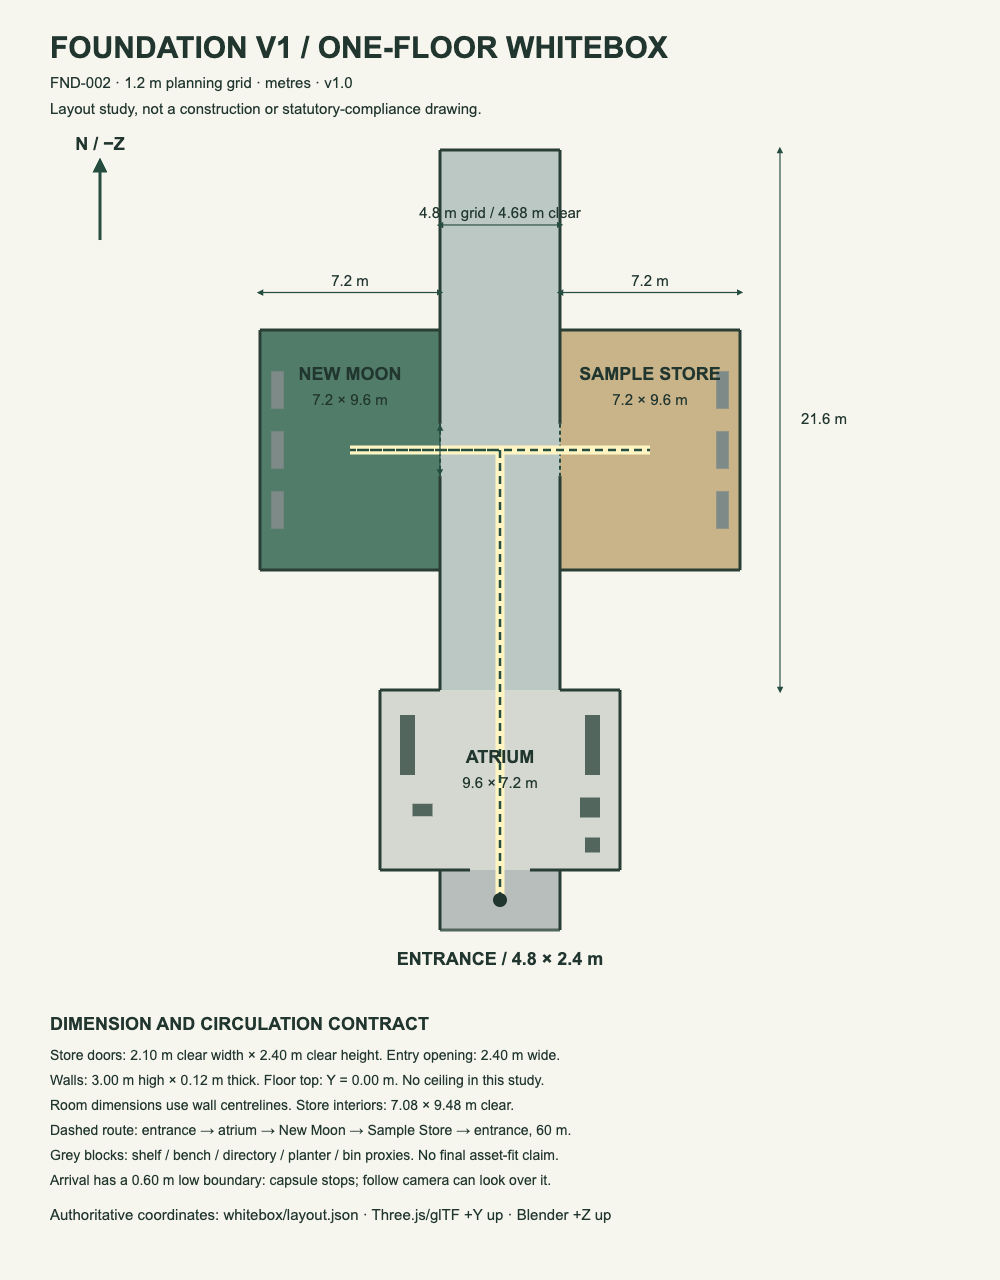 FOUNDATION V1 / ONE-FLOOR WHITEBOX
FND-002 · 1.2 m planning grid · metres · v1.0
Layout study, not a construction or statutory-compliance drawing.
N / −Z
4.8 m grid / 4.68 m clear
7.2 m
7.2 m
NEW MOON
7.2 × 9.6 m
SAMPLE STORE
7.2 × 9.6 m
21.6 m
ATRIUM
9.6 × 7.2 m
ENTRANCE / 4.8 × 2.4 m
DIMENSION AND CIRCULATION CONTRACT
Store doors: 2.10 m clear width × 2.40 m clear height. Entry opening: 2.40 m wide.
Walls: 3.00 m high × 0.12 m thick. Floor top: Y = 0.00 m. No ceiling in this study.
Room dimensions use wall centrelines. Store interiors: 7.08 × 9.48 m clear.
Dashed route: entrance → atrium → New Moon → Sample Store → entrance, 60 m.
Grey blocks: shelf / bench / directory / planter / bin proxies. No final asset-fit claim.
Arrival has a 0.60 m low boundary: capsule stops; follow camera can look over it.
Authoritative coordinates: whitebox/layout.json · Three.js/glTF +Y up · Blender +Z up